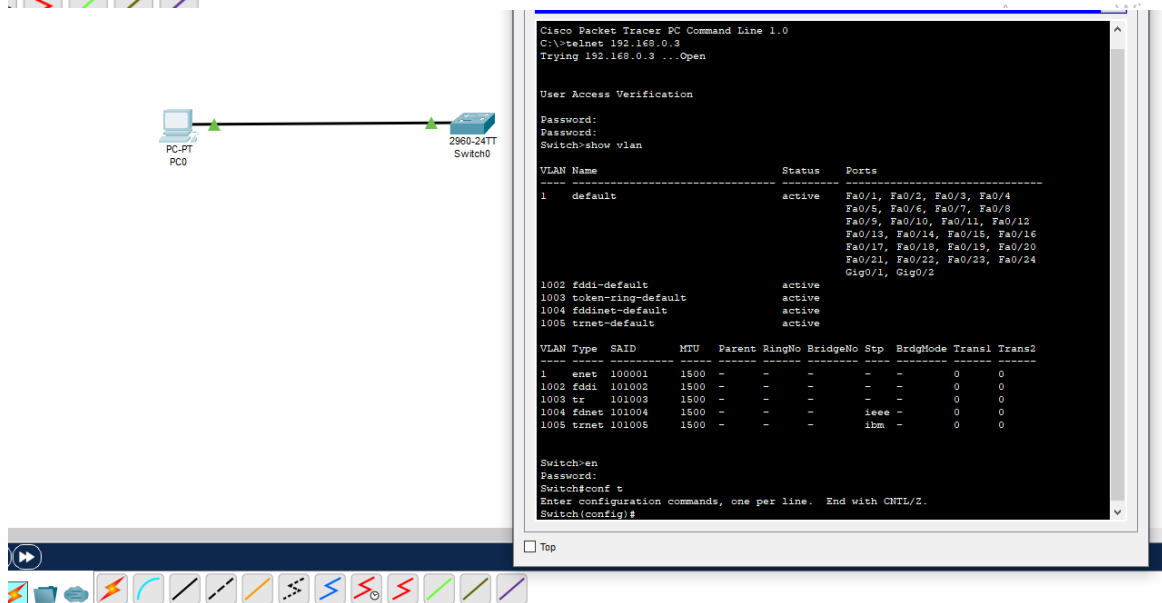 PC-PT
PC0
2960-24TT
Switch0
Cisco Packet Tracer PC Command Line 1.0
C:\>telnet 192.168.0.3
Trying 192.168.0.3 ...Open
User Access Verification
Password:
Password:
Switch>show vlan
VLAN Name                             Status    Ports
---- -------------------------------- --------- -------------------------------
1    default                          active    Fa0/1, Fa0/2, Fa0/3, Fa0/4
                                                Fa0/5, Fa0/6, Fa0/7, Fa0/8
                                                Fa0/9, Fa0/10, Fa0/11, Fa0/12
                                                Fa0/13, Fa0/14, Fa0/15, Fa0/16
                                                Fa0/17, Fa0/18, Fa0/19, Fa0/20
                                                Fa0/21, Fa0/22, Fa0/23, Fa0/24
                                                Gig0/1, Gig0/2
1002 fddi-default                     active
1003 token-ring-default               active
1004 fddinet-default                  active
1005 trnet-default                    active
VLAN Type  SAID       MTU   Parent RingNo BridgeNo Stp  BrdgMode Trans1 Trans2
---- ----- ---------- ----- ------ ------ -------- ---- -------- ------ ------
1    enet  100001     1500  -      -      -        -    -        0      0
1002 fddi  101002     1500  -      -      -        -    -        0      0
1003 tr    101003     1500  -      -      -        -    -        0      0
1004 fdnet 101004     1500  -      -      -        ieee -        0      0
1005 trnet 101005     1500  -      -      -        ibm  -        0      0
Switch>en
Password:
Switch#conf t
Enter configuration commands, one per line.  End with CNTL/Z.
Switch(config)#
Top